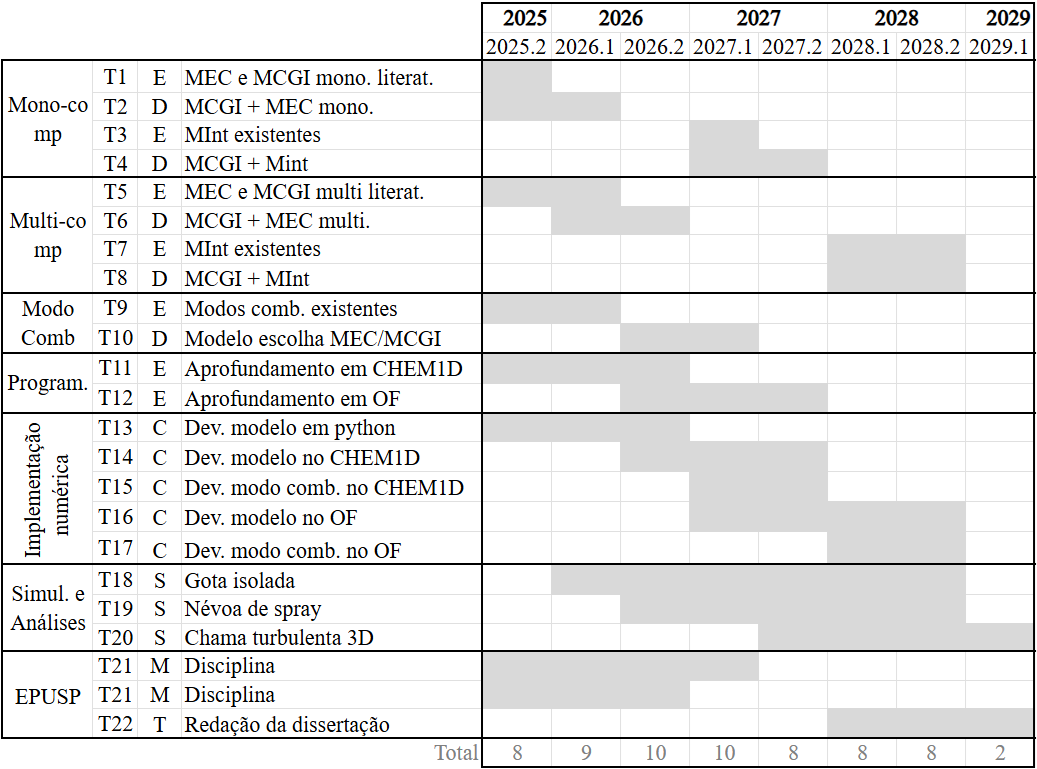 2025 2026 2027 2028 2029
2025.2 2026.1 2026.2 2027.1 2027.2 2028.1 2028.2 2029.1
Mono-co
mp
T1 E MEC e MCGI mono. literat.
T2 D MCGI + MEC mono.
T3 E MInt existentes
T4 D MCGI + Mint
Multi-co
mp
T5 E MEC e MCGI multi literat.
T6 D MCGI + MEC multi.
T7 E MInt existentes
T8 D MCGI + MInt
Modo
Comb
T9 E Modos comb. existentes
T10 D Modelo escolha MEC/MCGI
Program.
T11 E Aprofundamento em CHEM1D
T12 E Aprofundamento em OF
Implementação
numérica
T13 C Dev. modelo em python
T14 C Dev. modelo no CHEM1D
T15 C Dev. modo comb. no CHEM1D
T16 C Dev. modelo no OF
T17 C Dev. modo comb. no OF
Simul. e
Análises
T18 S Gota isolada
T19 S Névoa de spray
T20 S Chama turbulenta 3D
EPUSP
T21 M Disciplina
T21 M Disciplina
T22 T Redação da dissertação
Total 8 9 10 10 8 8 8 2